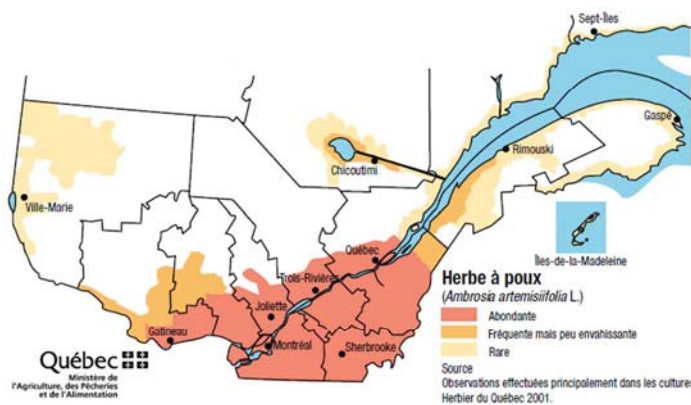 Sept-Îles
Gaspé
Rimouski
Chicoutimi
Ville-Marie
Québec
Îles-de-la-Madeleine
Trois-Rivières
Joliette
Gatineau
Montréal
Sherbrooke
Herbe à poux
(Ambrosia artemisiifolia L.)
Abondante
Fréquente mais peu envahissante
Rare
Source
Observations effectuées principalement dans les cultures
Herbier du Québec 2001.
Québec
Ministère de
l'Agriculture, des Pêcheries
et de l'Alimentation